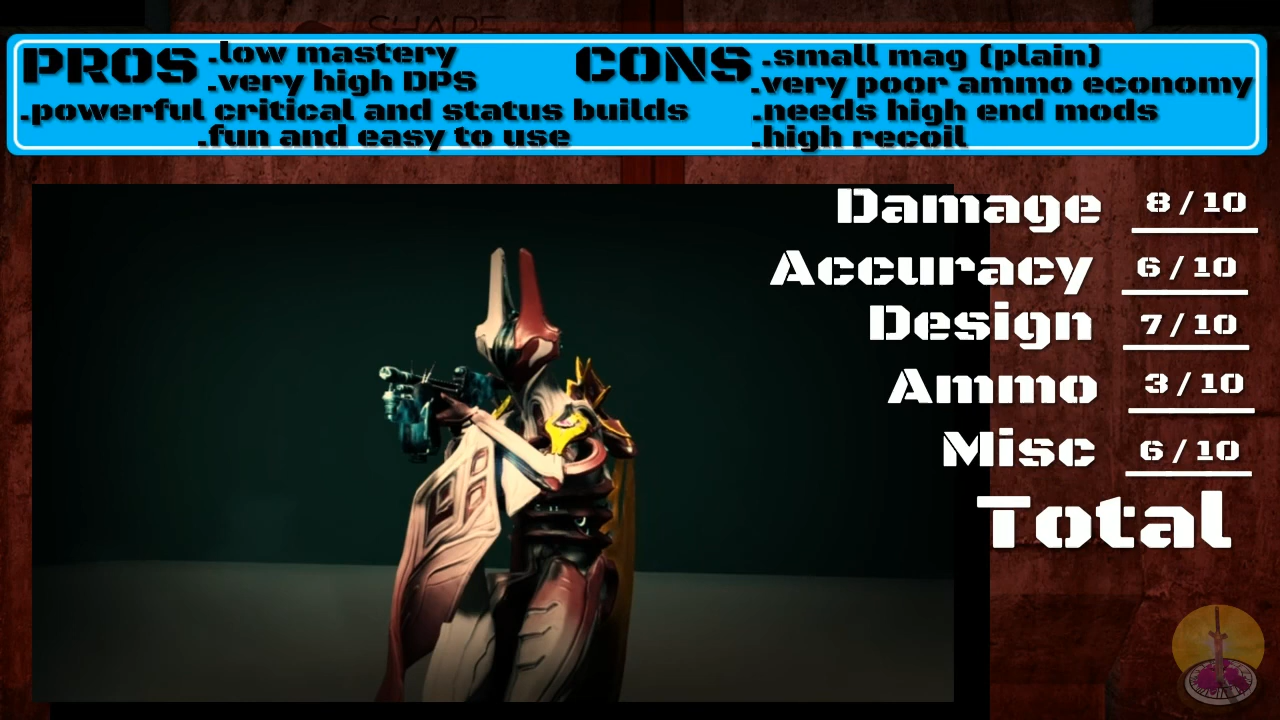 SHAPE
PROS
.low mastery
.very high DPS
.powerful critical and status builds
.fun and easy to use
CONS
.small mag (plain)
.very poor ammo economy
.needs high end mods
.high recoil
Damage 8 / 10
Accuracy 6 / 10
Design 7 / 10
Ammo 3 / 10
Misc 6 / 10
Total